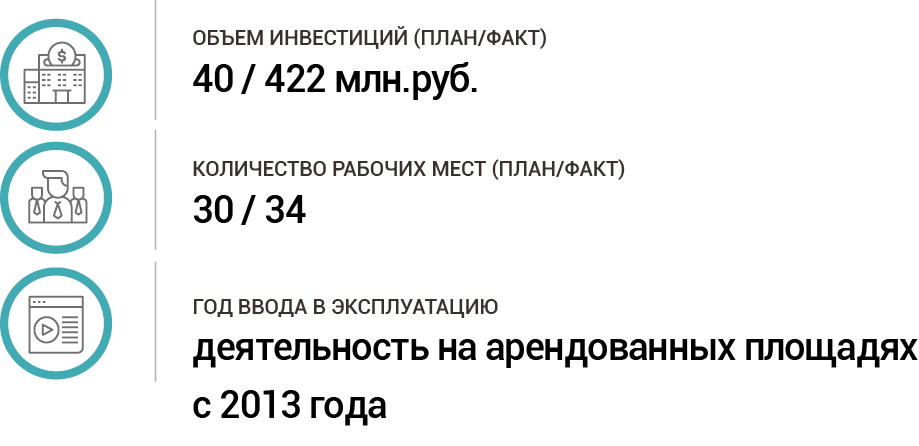 ОБЪЕМ ИНВЕСТИЦИЙ (ПЛАН/ФАКТ)
40 / 422 млн.руб.
КОЛИЧЕСТВО РАБОЧИХ МЕСТ (ПЛАН/ФАКТ)
30 / 34
ГОД ВВОДА В ЭКСПЛУАТАЦИЮ
деятельность на арендованных площадях
с 2013 года